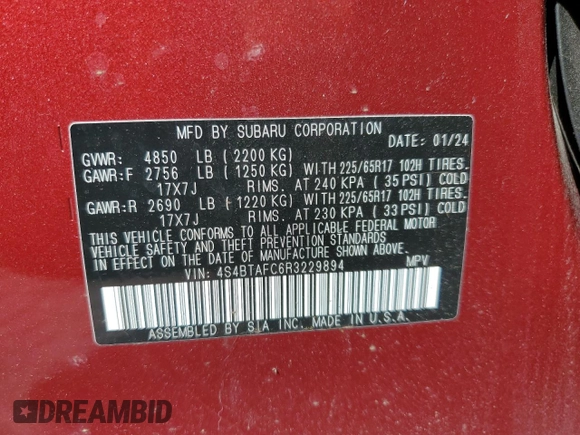 MFD BY SUBARU CORPORATION
DATE: 01/24
GVWR: 4850 LB (2200 KG)
GAWR:F 2756 LB (1250 KG) WITH 225/65R17 102H TIRES.
17X7J RIMS. AT 240 KPA (35 PSI) COLD
GAWR:R 2690 LB (1220 KG) WITH 225/65R17 102H TIRES.
17X7J RIMS. AT 230 KPA (33 PSI) COLD
THIS VEHICLE CONFORMS TO ALL APPLICABLE FEDERAL MOTOR
VEHICLE SAFETY AND THEFT PREVENTION STANDARDS
IN EFFECT ON THE DATE OF MANUFACTURE SHOWN ABOVE.
VIN: 4S4BTAFC6R3229894 MPV
ASSEMBLED BY SIA INC. MADE IN U.S.A.
DREAMBID